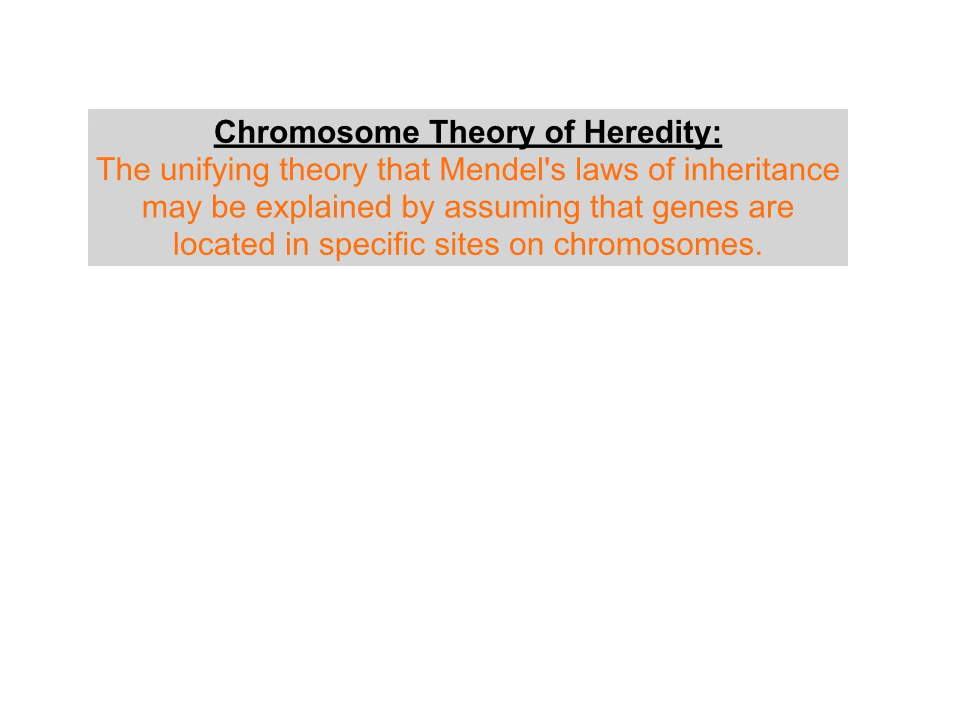 Chromosome Theory of Heredity:
The unifying theory that Mendel's laws of inheritance
may be explained by assuming that genes are
located in specific sites on chromosomes.